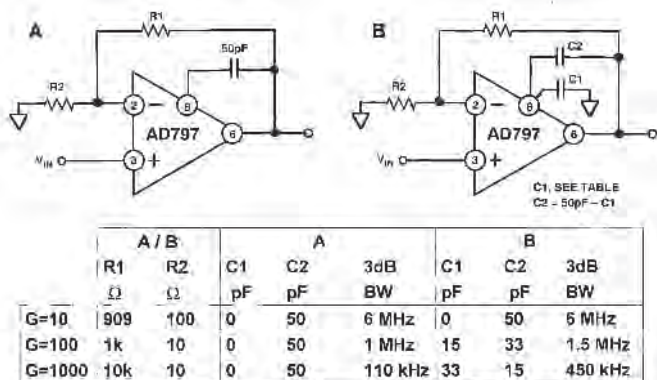 A
R1
50pF
R2
2
8
AD797
6
3
VIN
B
R1
C2
C1
R2
2
8
AD797
6
3
VIN
C1, SEE TABLE
C2 = 50pF – C1
A / B A B
R1 R2 C1 C2 3dB C1 C2 3dB
Ω Ω pF pF BW pF pF BW
G=10 909 100 0 50 6 MHz 0 50 6 MHz
G=100 1k 10 0 50 1 MHz 15 33 1.5 MHz
G=1000 10k 10 0 50 110 kHz 33 15 450 kHz